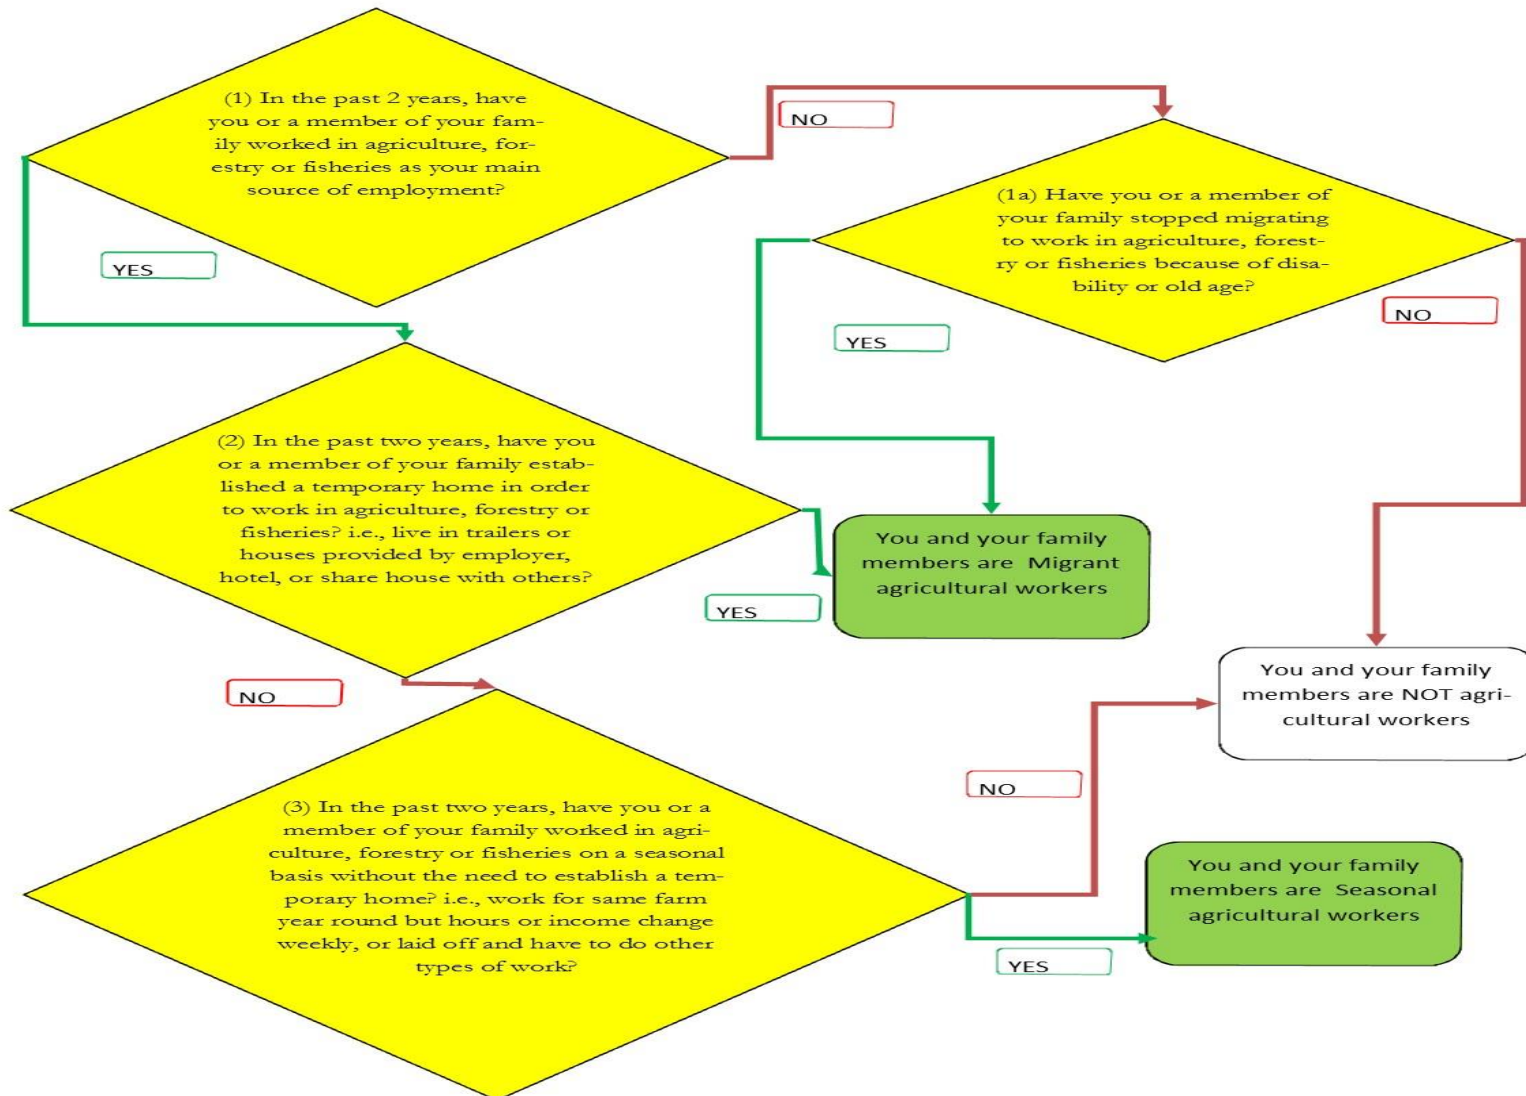 (1) In the past 2 years, have
you or a member of your fam-
ily worked in agriculture, for-
estry or fisheries as your main
source of employment?
NO
(1a) Have you or a member of
your family stopped migrating
to work in agriculture, forest-
ry or fisheries because of disa-
bility or old age?
YES
NO
YES
(2) In the past two years, have you
or a member of your family estab-
lished a temporary home in order
to work in agriculture, forestry or
fisheries? i.e., live in trailers or
houses provided by employer,
hotel, or share house with others?
You and your family
members are Migrant
agricultural workers
YES
NO
You and your family
members are NOT agri-
cultural workers
(3) In the past two years, have you or a
member of your family worked in agri-
culture, forestry or fisheries on a seasonal
basis without the need to establish a tem-
porary home? i.e., work for same farm
year round but hours or income change
weekly, or laid off and have to do other
types of work?
NO
You and your family
members are Seasonal
agricultural workers
YES